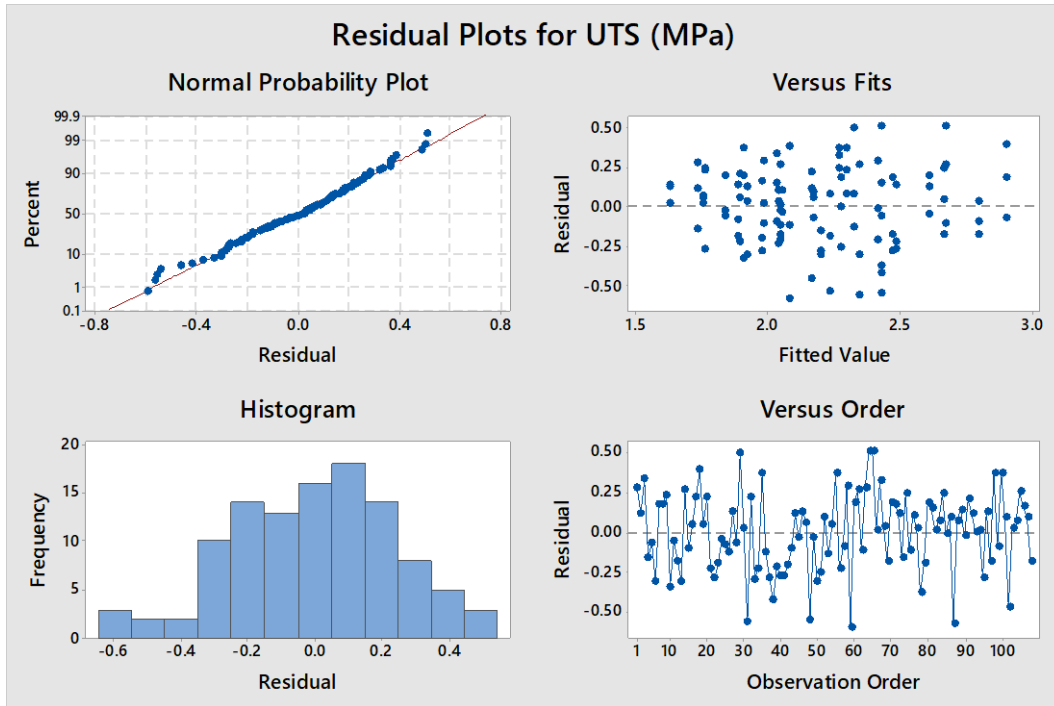 Residual Plots for UTS (MPa)
Normal Probability Plot
99.9
99
90
50
10
1
0.1
Percent
-0.8 -0.4 0.0 0.4 0.8
Residual
Versus Fits
0.50
0.25
0.00
-0.25
-0.50
Residual
1.5 2.0 2.5 3.0
Fitted Value
Histogram
20
15
10
5
0
Frequency
-0.6 -0.4 -0.2 0.0 0.2 0.4
Residual
Versus Order
0.50
0.25
0.00
-0.25
-0.50
Residual
1 10 20 30 40 50 60 70 80 90 100
Observation Order